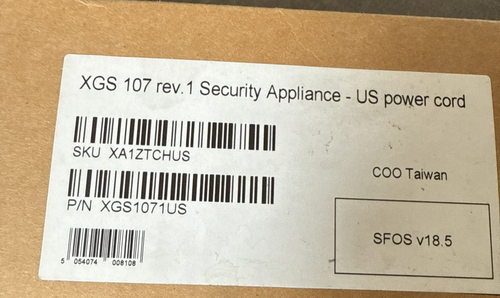 XGS 107 rev.1 Security Appliance - US power cord
SKU XA1ZTCHUS
COO Taiwan
P/N XGS1071US
SFOS v18.5
5 054074 008108